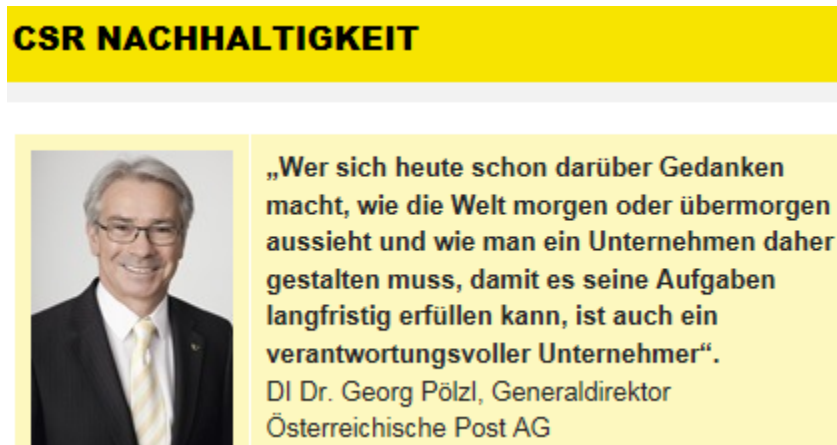 CSR NACHHALTIGKEIT
„Wer sich heute schon darüber Gedanken
macht, wie die Welt morgen oder übermorgen
aussieht und wie man ein Unternehmen daher
gestalten muss, damit es seine Aufgaben
langfristig erfüllen kann, ist auch ein
verantwortungsvoller Unternehmer“.
DI Dr. Georg Pölzl, Generaldirektor
Österreichische Post AG